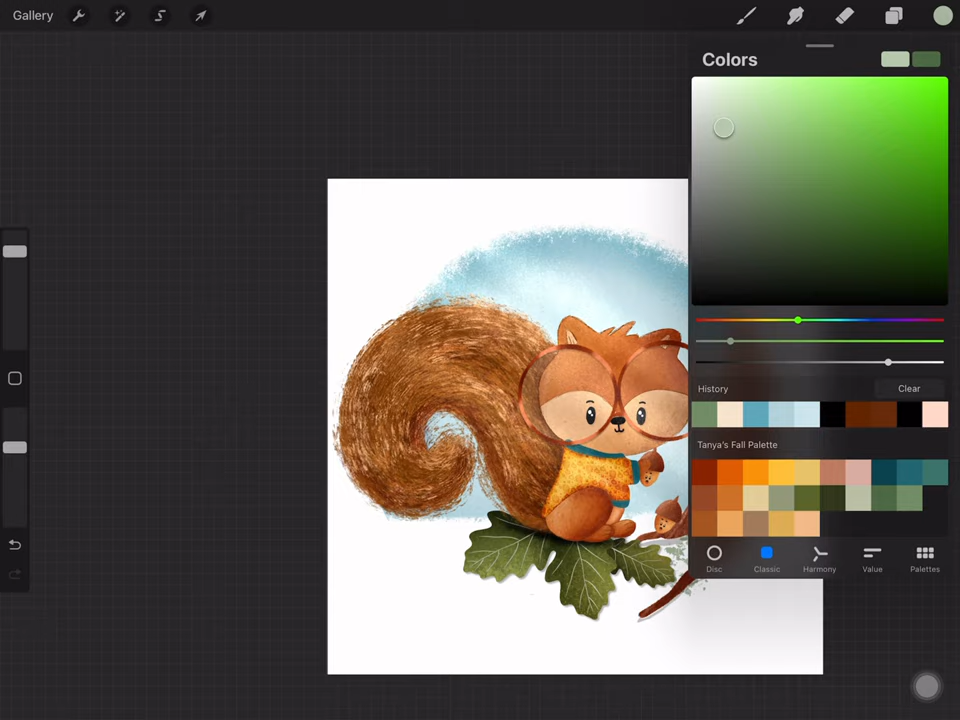 Gallery
Colors
History
Clear
Tanya's Fall Palette
Disc
Classic
Harmony
Value
Palettes